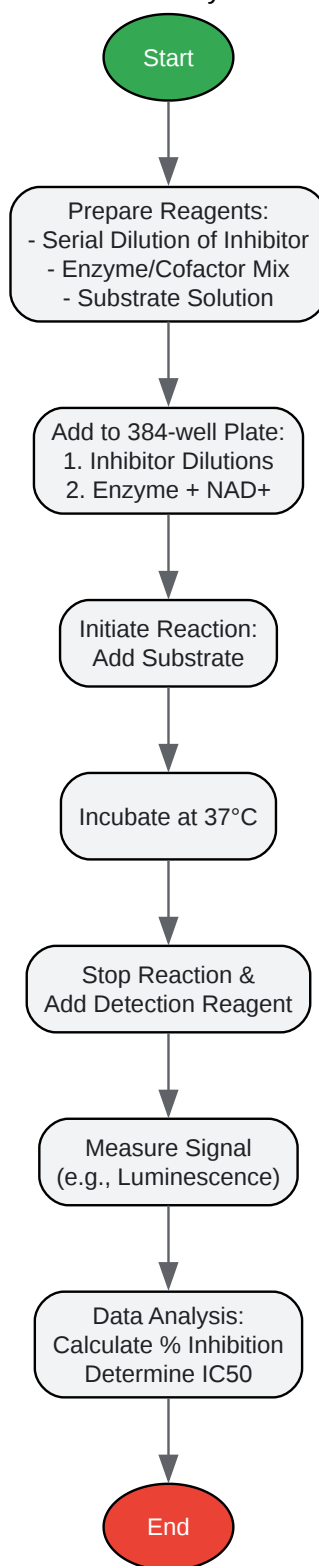 Start
Prepare Reagents:
- Serial Dilution of Inhibitor
- Enzyme/Cofactor Mix
- Substrate Solution
Add to 384-well Plate:
1. Inhibitor Dilutions
2. Enzyme + NAD+
Initiate Reaction:
Add Substrate
Incubate at 37°C
Stop Reaction &
Add Detection Reagent
Measure Signal
(e.g., Luminescence)
Data Analysis:
Calculate % Inhibition
Determine IC50
End